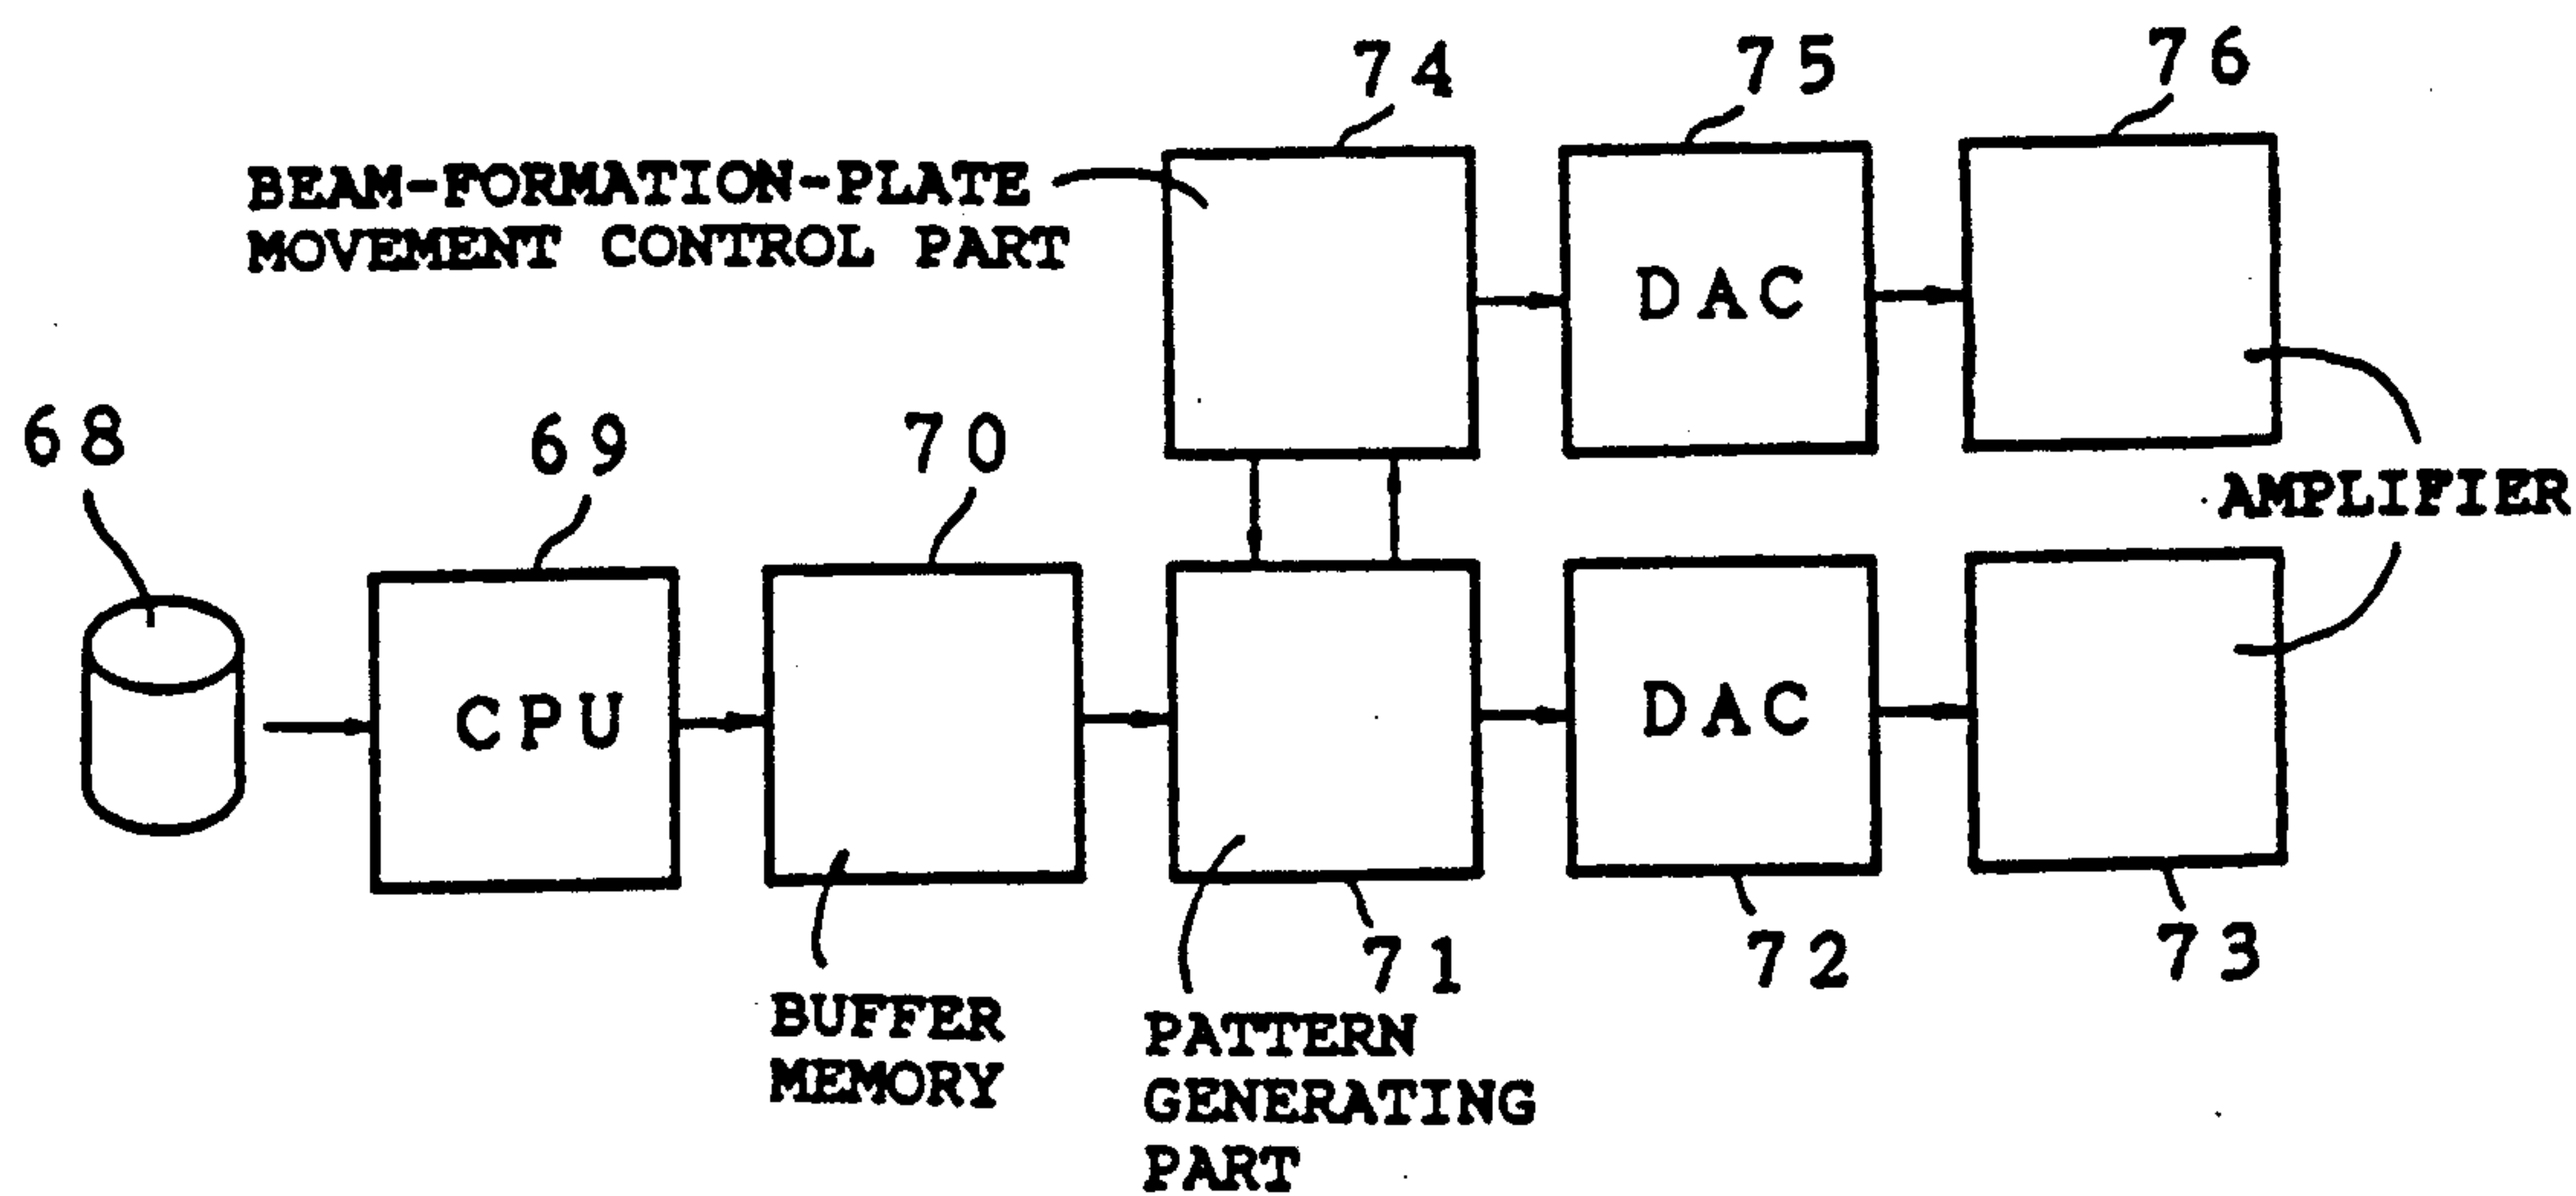 74
75
76
BEAM-FORMATION-PLATE
MOVEMENT CONTROL PART
DAC
68
69
70
AMPLIFIER
CPU
DAC
71
72
73
BUFFER
MEMORY
PATTERN
GENERATING
PART